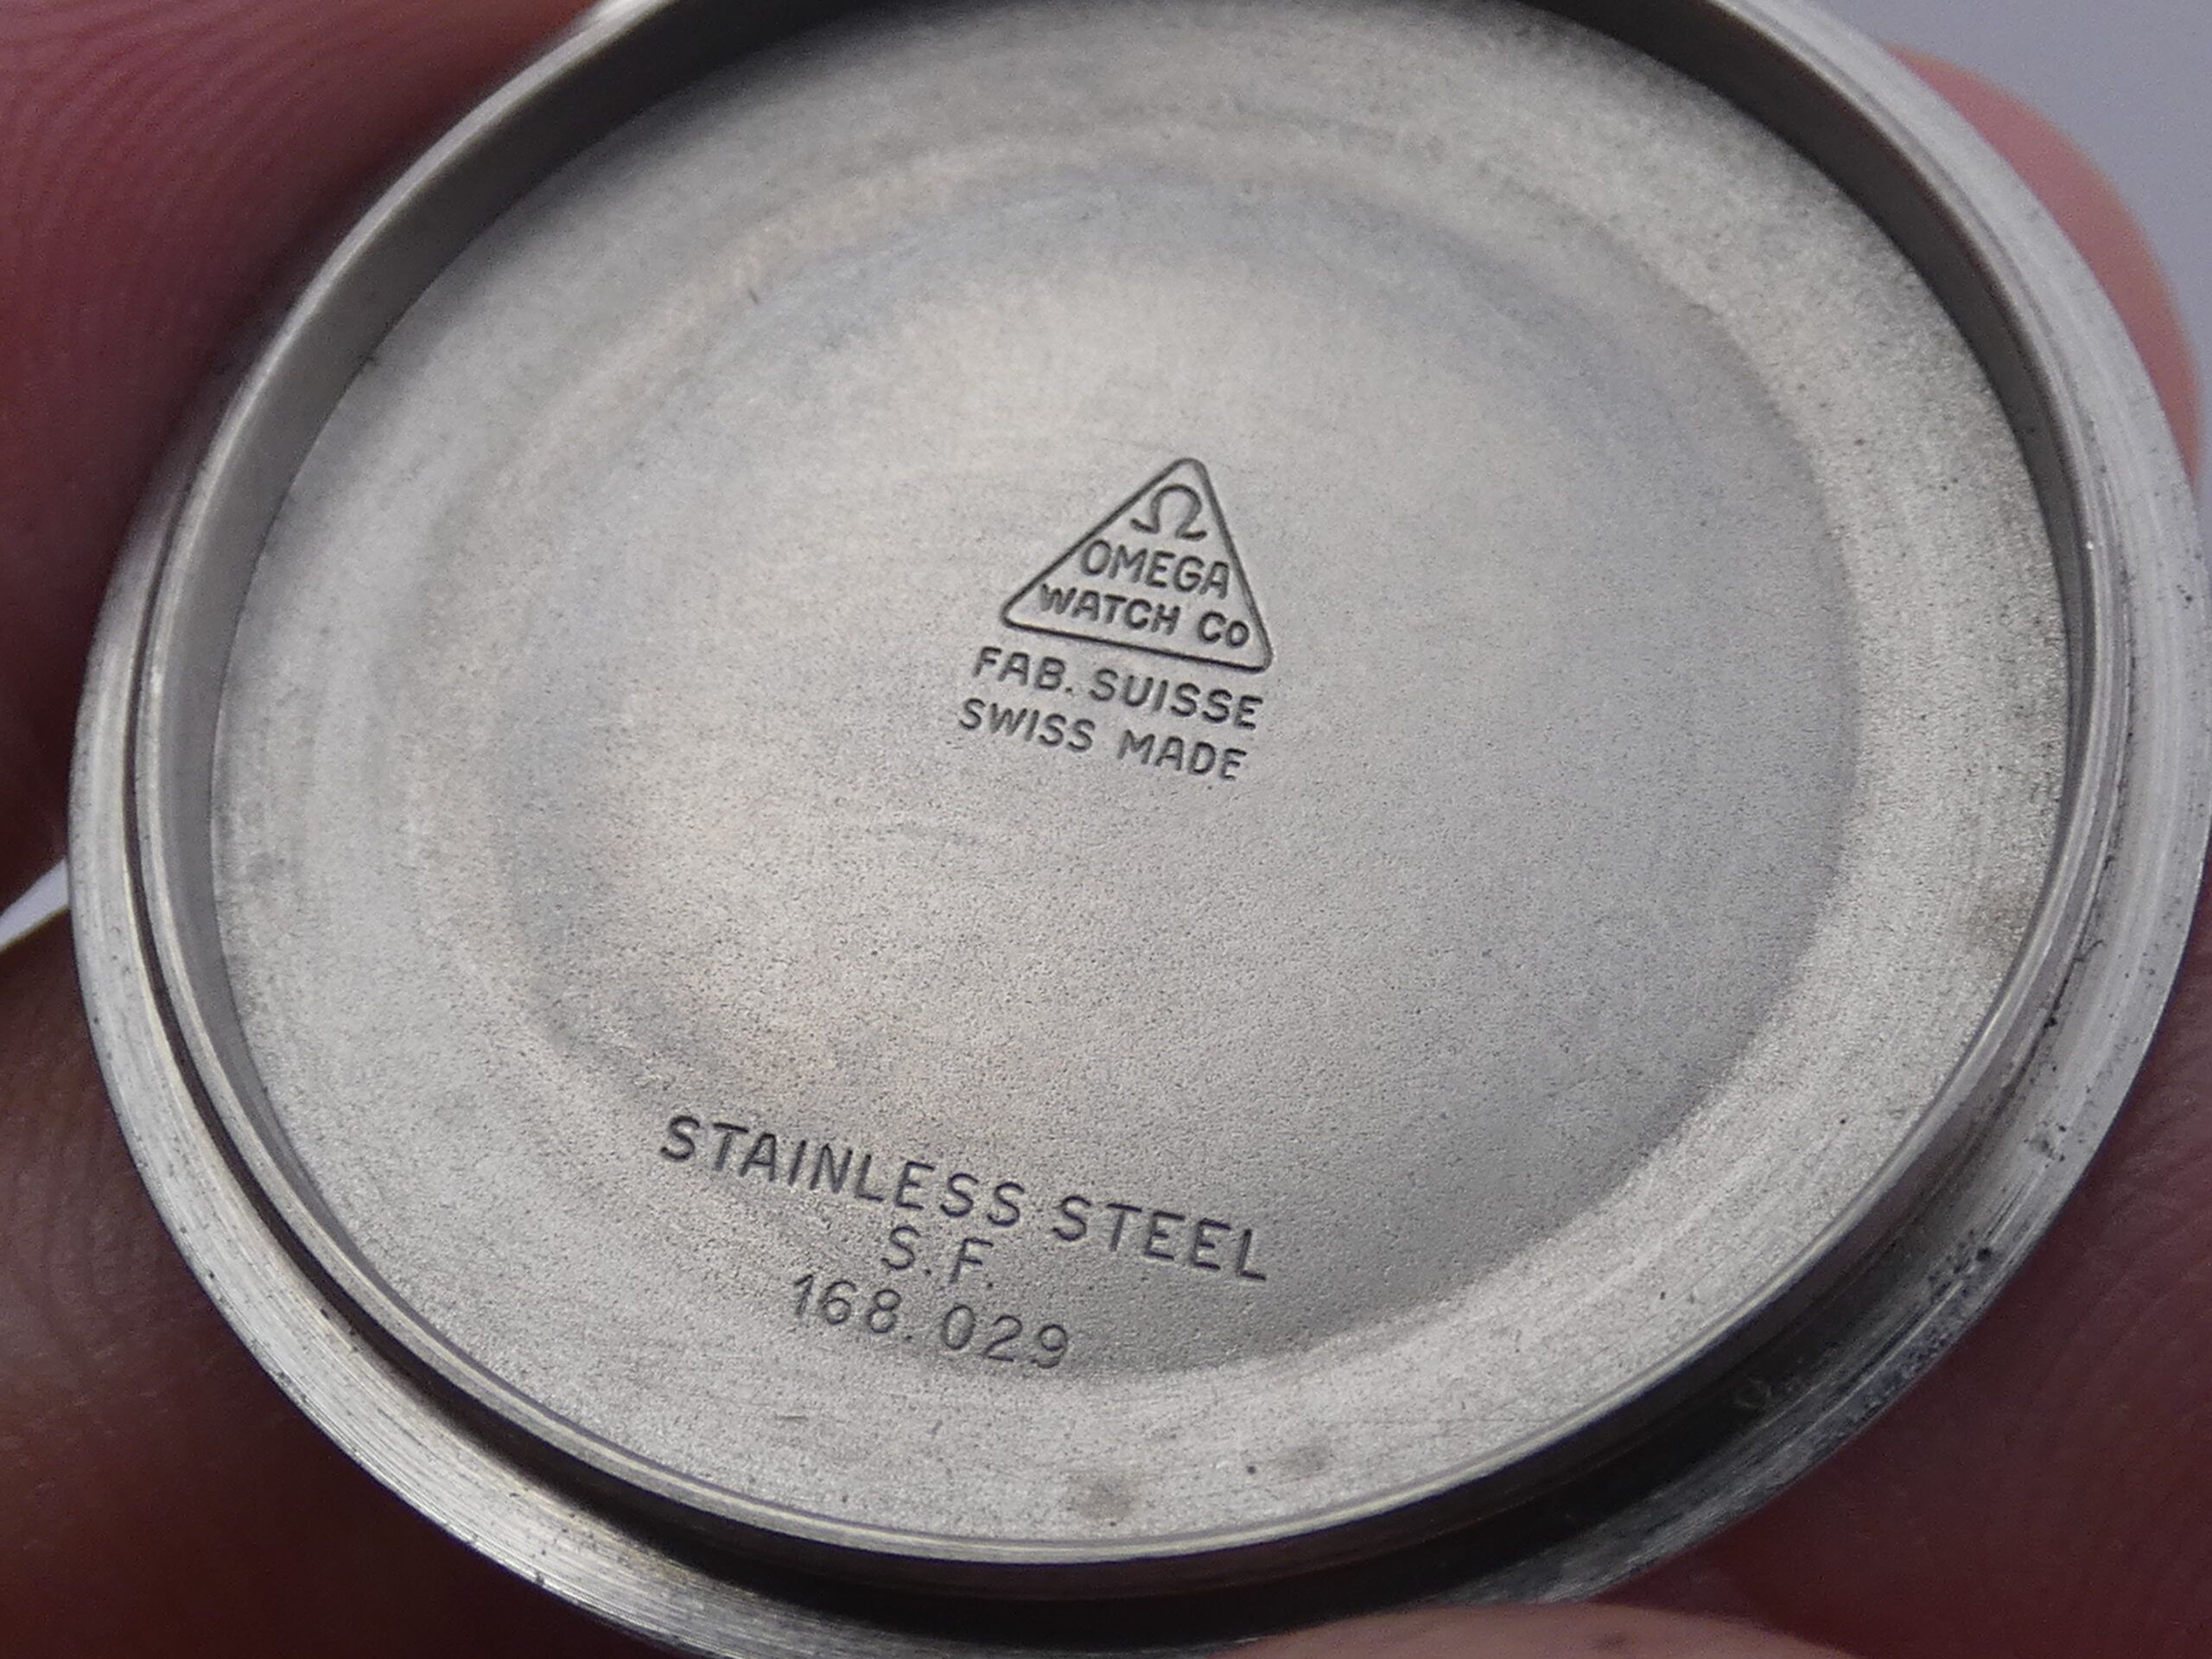 Ω
OMEGA
WATCH Co
FAB. SUISSE
SWISS MADE
STAINLESS STEEL
S.F.
168.029